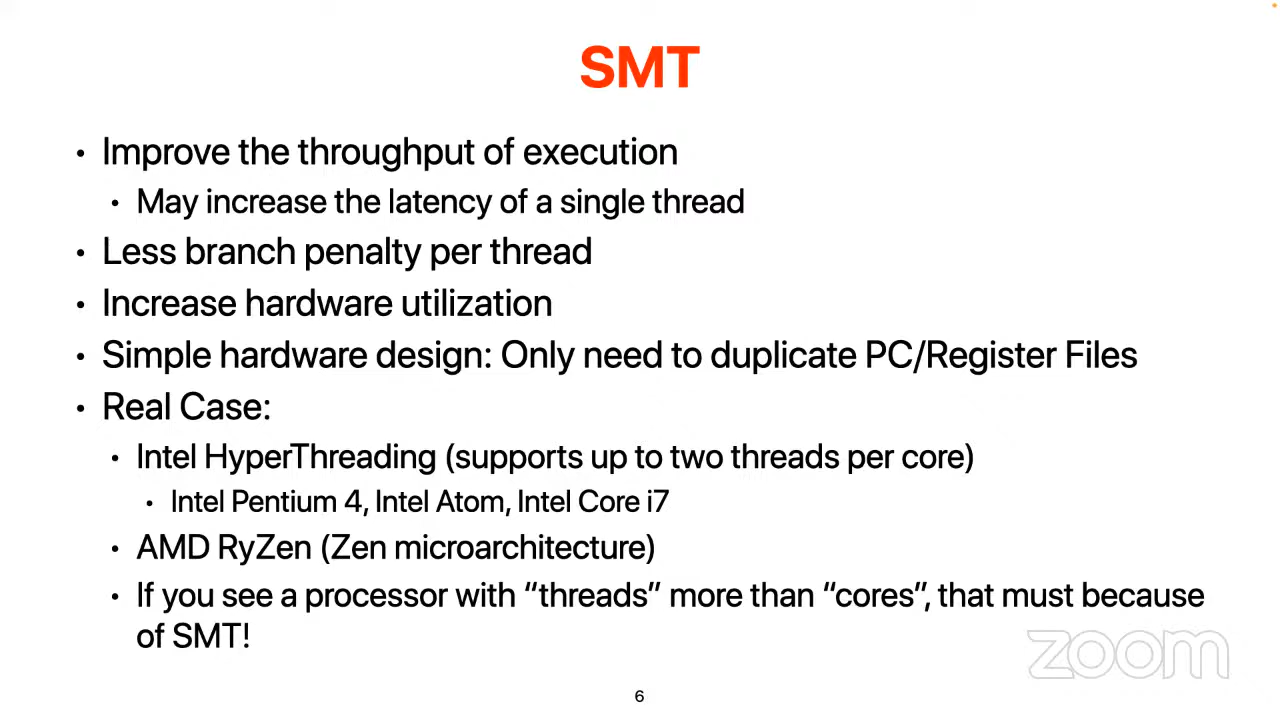 SMT
• Improve the throughput of execution
• May increase the latency of a single thread
• Less branch penalty per thread
• Increase hardware utilization
• Simple hardware design: Only need to duplicate PC/Register Files
• Real Case:
• Intel HyperThreading (supports up to two threads per core)
• Intel Pentium 4, Intel Atom, Intel Core i7
• AMD RyZen (Zen microarchitecture)
• If you see a processor with “threads” more than “cores”, that must because
of SMT!
zoom
6